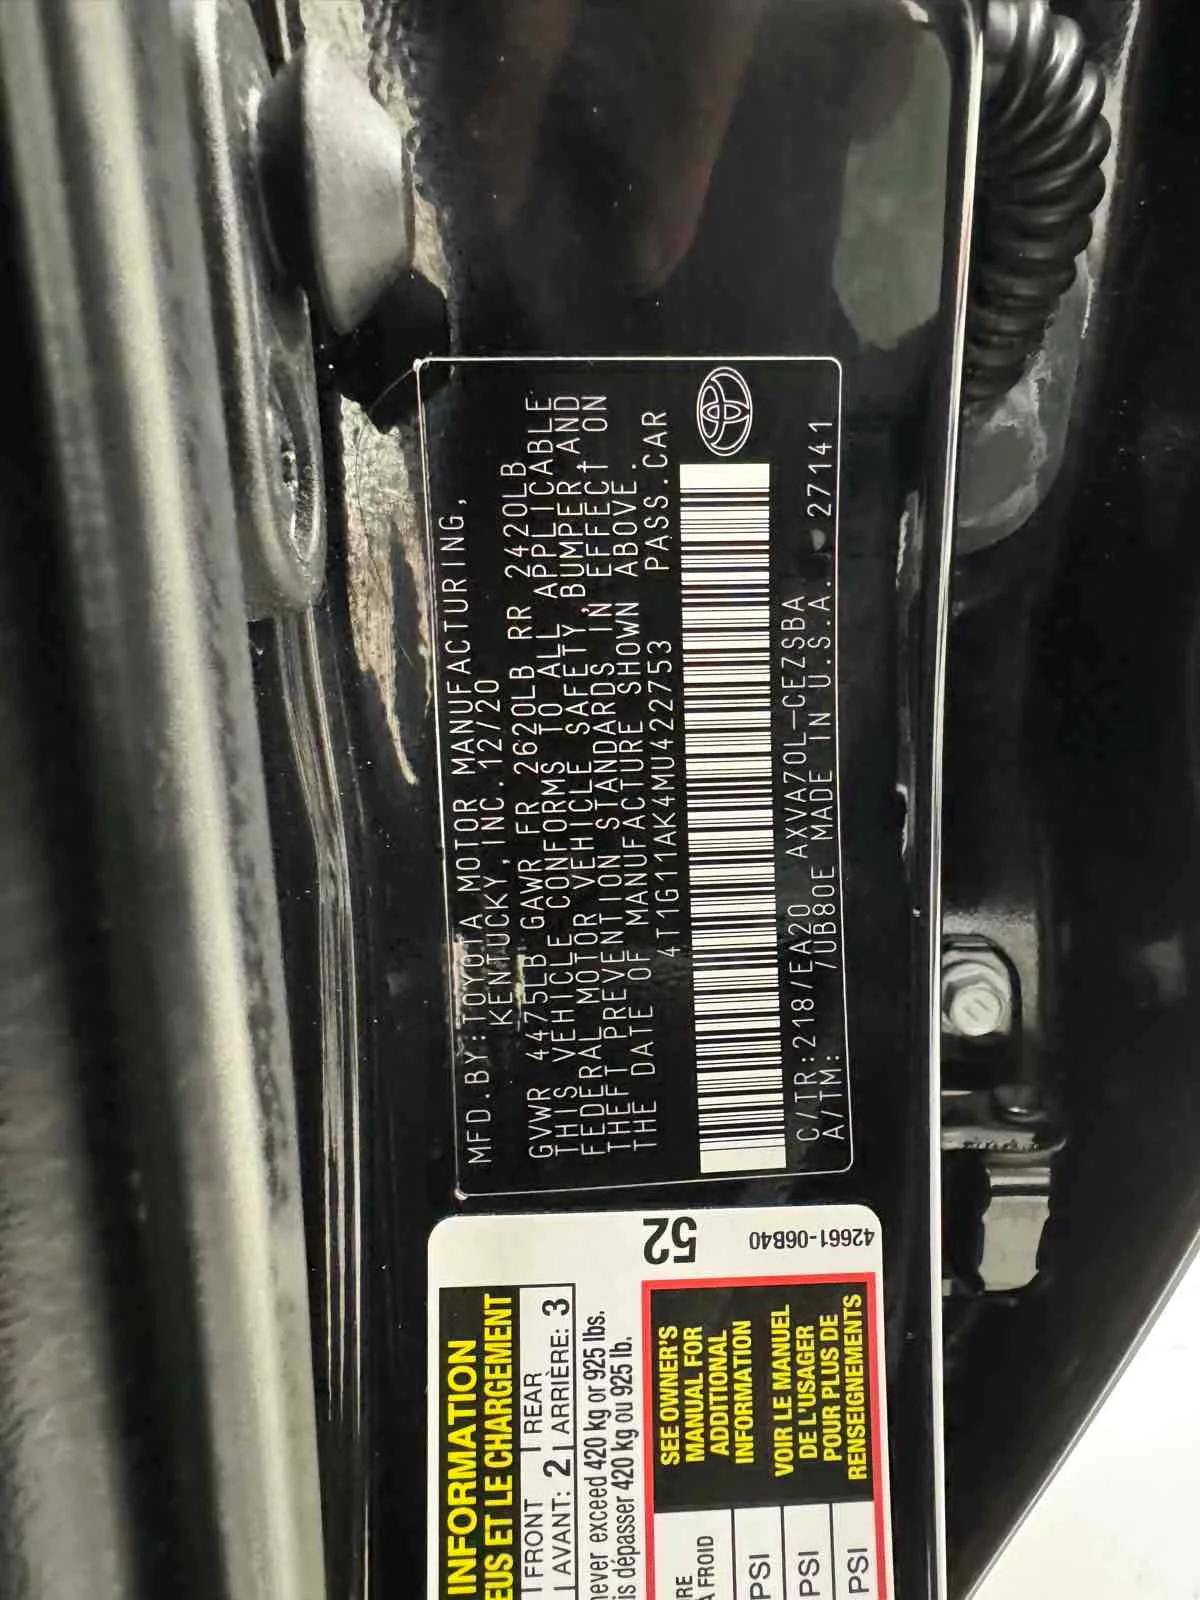 MFD.BY:TOYOTA MOTOR MANUFACTURING,
KENTUCKY,INC.12/20
GVWR 4475LB GAWR FR 2620LB RR 2420LB
THIS VEHICLE CONFORMS TO ALL APPLICABLE
FEDERAL MOTOR VEHICLE SAFETY,BUMPER,AND
THEFT PREVENTION STANDARDS IN EFFECT ON
THE DATE OF MANUFACTURE SHOWN ABOVE.
4T1G11AK4MU422753 PASS.CAR
C/TR:218/EA20 AXVA70L-CEZSBA
A/TM: /UB80E MADE IN U.S.A. 27141
52
42661-06B40
INFORMATION
EUS ET LE CHARGEMENT
FRONT REAR
AVANT: 2 ARRIÈRE: 3
never exceed 420 kg or 925 lbs.
is dépasser 420 kg ou 925 lb.
SEE OWNER'S
MANUAL FOR
ADDITIONAL
INFORMATION
VOIR LE MANUEL
DE L'USAGER
POUR PLUS DE
RENSEIGNEMENTS
RE
A FROID
PSI
PSI
PSI